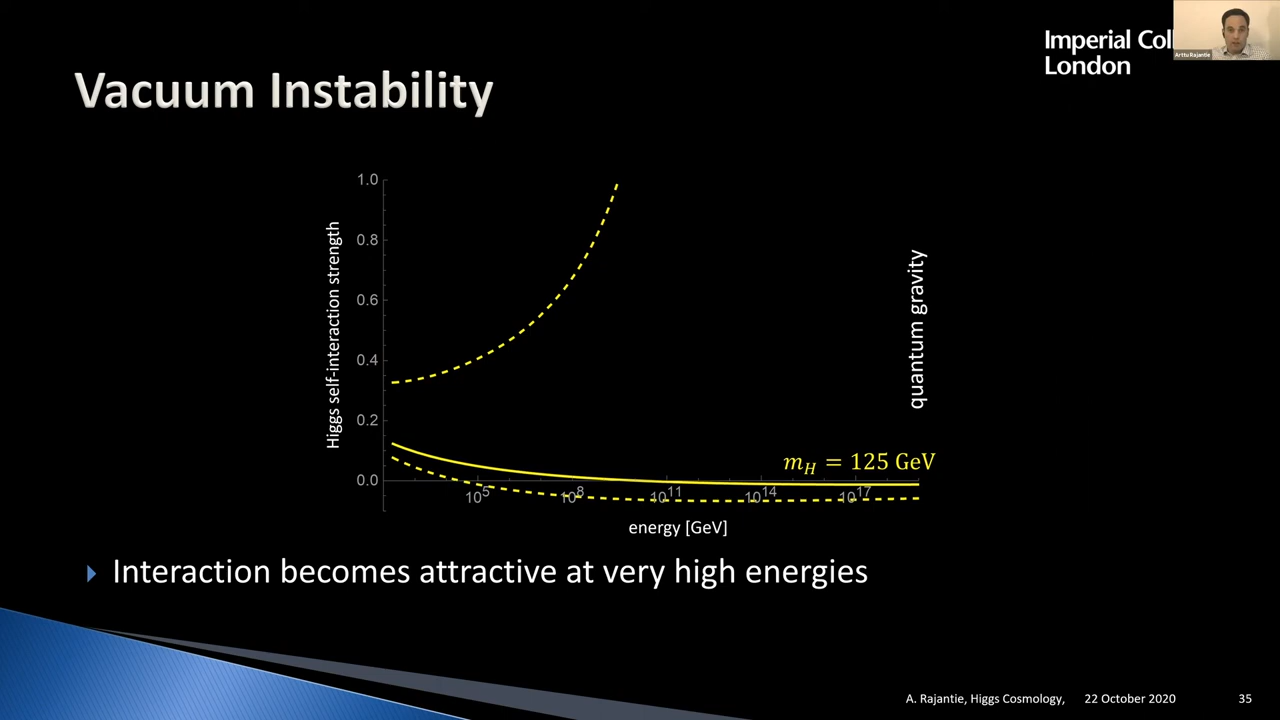 Imperial Col
London
Arttu Rajantie
Vacuum Instability
1.0
0.8
0.6
0.4
0.2
0.0
Higgs self-interaction strength
quantum gravity
m_H = 125 GeV
10^5
10^8
10^11
10^14
10^17
energy [GeV]
Interaction becomes attractive at very high energies
A. Rajantie, Higgs Cosmology, 22 October 2020 35